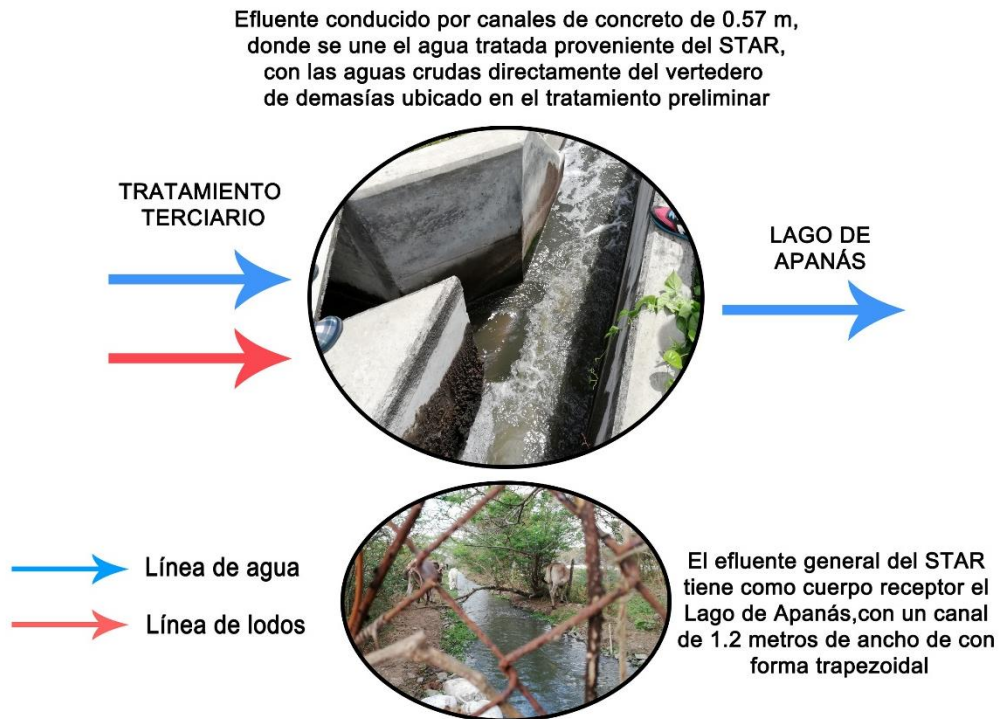 Efluente conducido por canales de concreto de 0.57 m,
donde se une el agua tratada proveniente del STAR,
con las aguas crudas directamente del vertedero
de demasías ubicado en el tratamiento preliminar
TRATAMIENTO
TERCIARIO
LAGO DE
APANÁS
Línea de agua
Línea de lodos
El efluente general del STAR
tiene como cuerpo receptor el
Lago de Apanás,con un canal
de 1.2 metros de ancho de con
forma trapezoidal